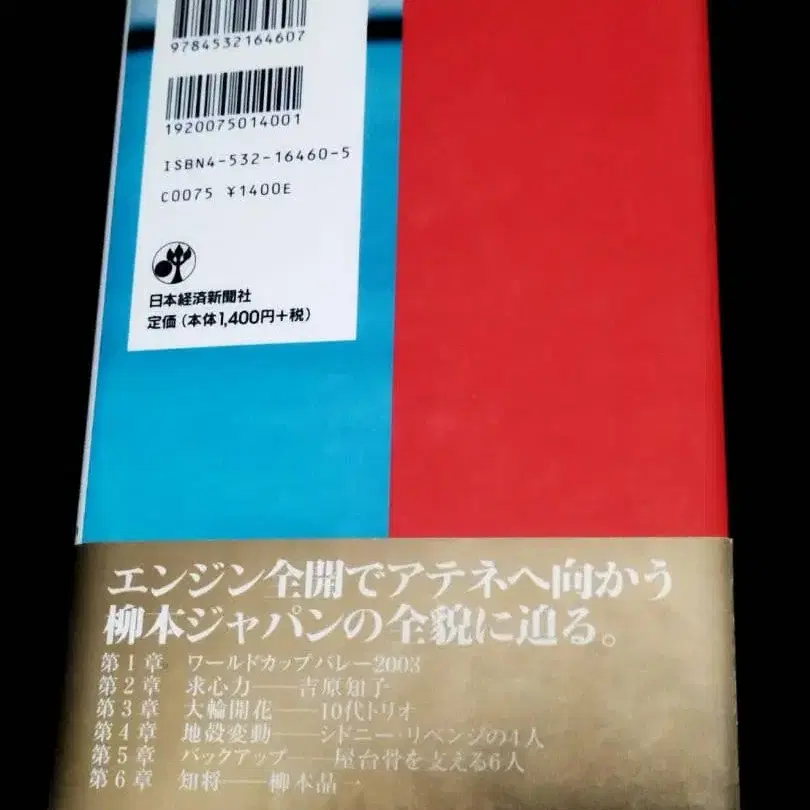 9784532164607
1920075014001
ISBN4-532-16460-5
C0075 ¥1400E
日本経済新聞社
定価(本体1,400円+税)
エンジン全開でアテネへ向かう
柳本ジャパンの全貌に迫る。
第1章 ワールドカップバレー2003
第2章 求心力——吉原知子
第3章 大輪開花——10代トリオ
第4章 地殻変動——シドニー・リベンジの4人
第5章 バックアップ——屋台骨を支える6人
第6章 知将——柳本晶一